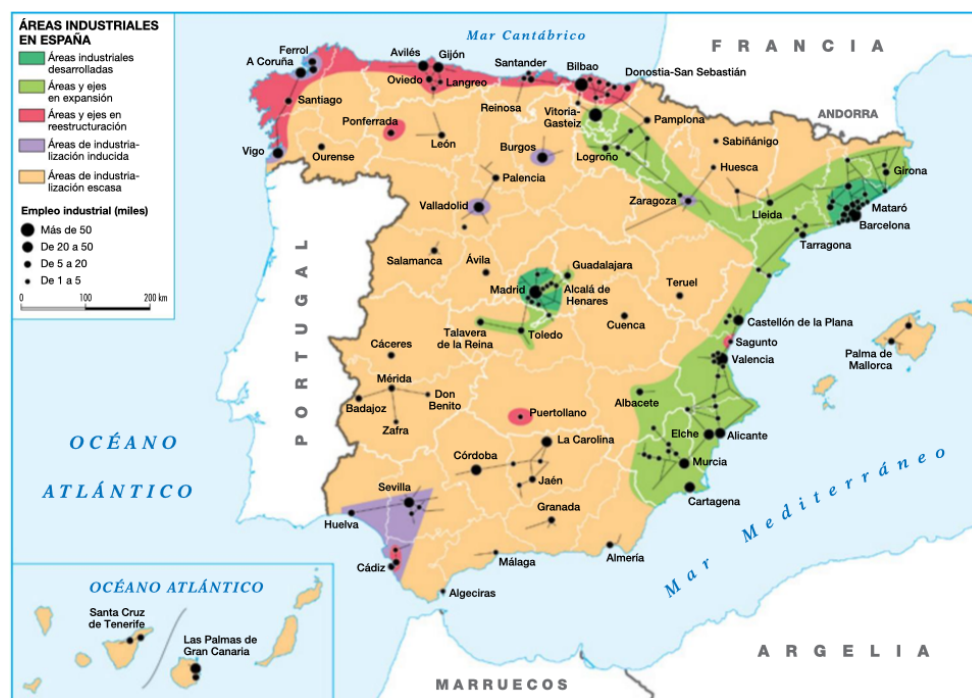 ÁREAS INDUSTRIALES
EN ESPAÑA
Áreas industriales
desarrolladas
Áreas y ejes
en expansión
Áreas y ejes en
reestructuración
Áreas de industria-
lización inducida
Áreas de industria-
lización escasa
Empleo industrial (miles)
Más de 50
De 20 a 50
De 5 a 20
De 1 a 5
0
100
200 km
Mar Cantábrico
FRANCIA
ANDORRA
Ferrol
A Coruña
Santiago
Vigo
Ourense
Avilés
Gijón
Oviedo
Langreo
Ponferrada
León
Santander
Reinosa
Bilbao
Donostia-San Sebastián
Vitoria-
Gasteiz
Pamplona
Logroño
Burgos
Palencia
Valladolid
Sabiñánigo
Huesca
Zaragoza
Lleida
Girona
Mataró
Barcelona
Tarragona
Salamanca
Ávila
Guadalajara
Madrid
Alcalá de
Henares
Teruel
Cuenca
Talavera
de la Reina
Toledo
Castellón de la Plana
Sagunto
Valencia
Palma de
Mallorca
Cáceres
Mérida
Don
Benito
Badajoz
Zafra
Puertollano
Albacete
Elche
Alicante
Murcia
Cartagena
La Carolina
Córdoba
Jaén
Sevilla
Huelva
Granada
Cádiz
Málaga
Almería
Algeciras
PORTUGAL
OCÉANO
ATLÁNTICO
Mar Mediterráneo
OCÉANO ATLÁNTICO
Santa Cruz
de Tenerife
Las Palmas de
Gran Canaria
MARRUECOS
ARGELIA